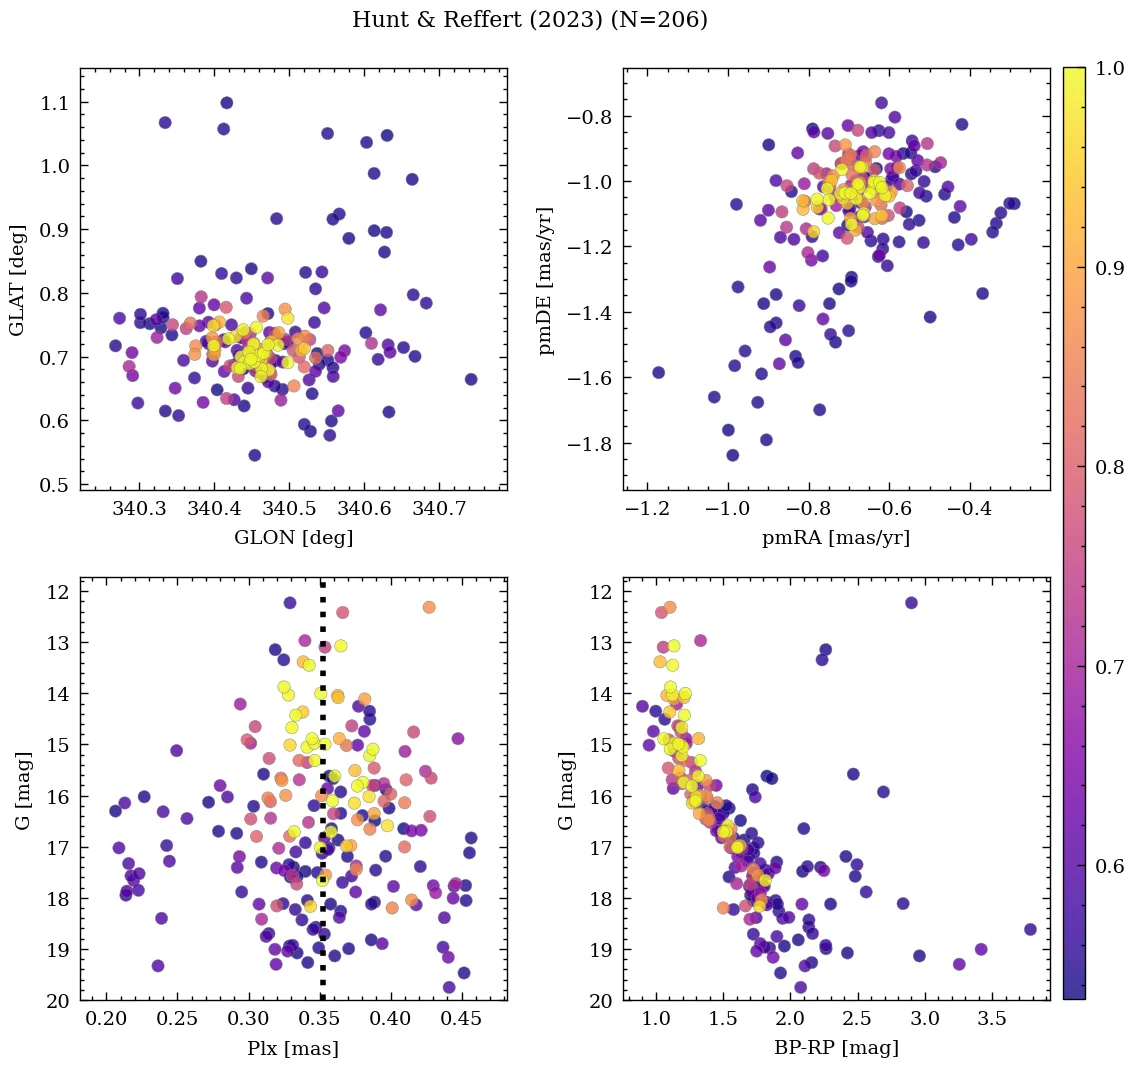 Hunt & Reffert (2023) (N=206)
1.1
1.0
0.9
0.8
0.7
0.6
0.5
GLAT [deg]
340.3 340.4 340.5 340.6 340.7
GLON [deg]
−0.8
−1.0
−1.2
−1.4
−1.6
−1.8
pmDE [mas/yr]
−1.2 −1.0 −0.8 −0.6 −0.4
pmRA [mas/yr]
1.0
0.9
0.8
0.7
0.6
12
13
14
15
16
17
18
19
20
G [mag]
0.20 0.25 0.30 0.35 0.40 0.45
Plx [mas]
12
13
14
15
16
17
18
19
20
G [mag]
1.0 1.5 2.0 2.5 3.0 3.5
BP-RP [mag]